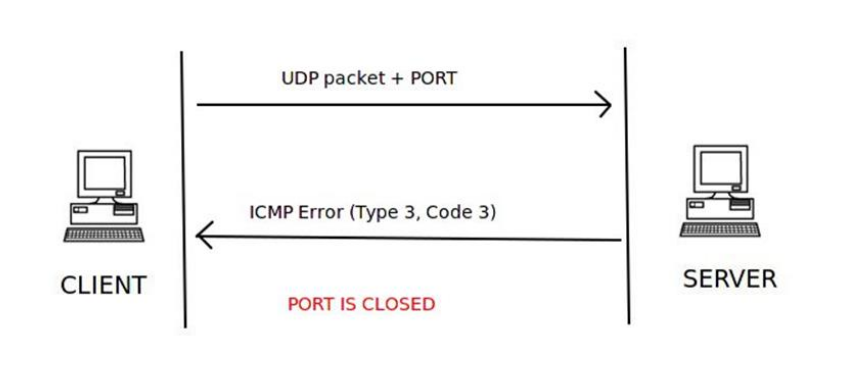 UDP packet + PORT
ICMP Error (Type 3, Code 3)
CLIENT
SERVER
PORT IS CLOSED